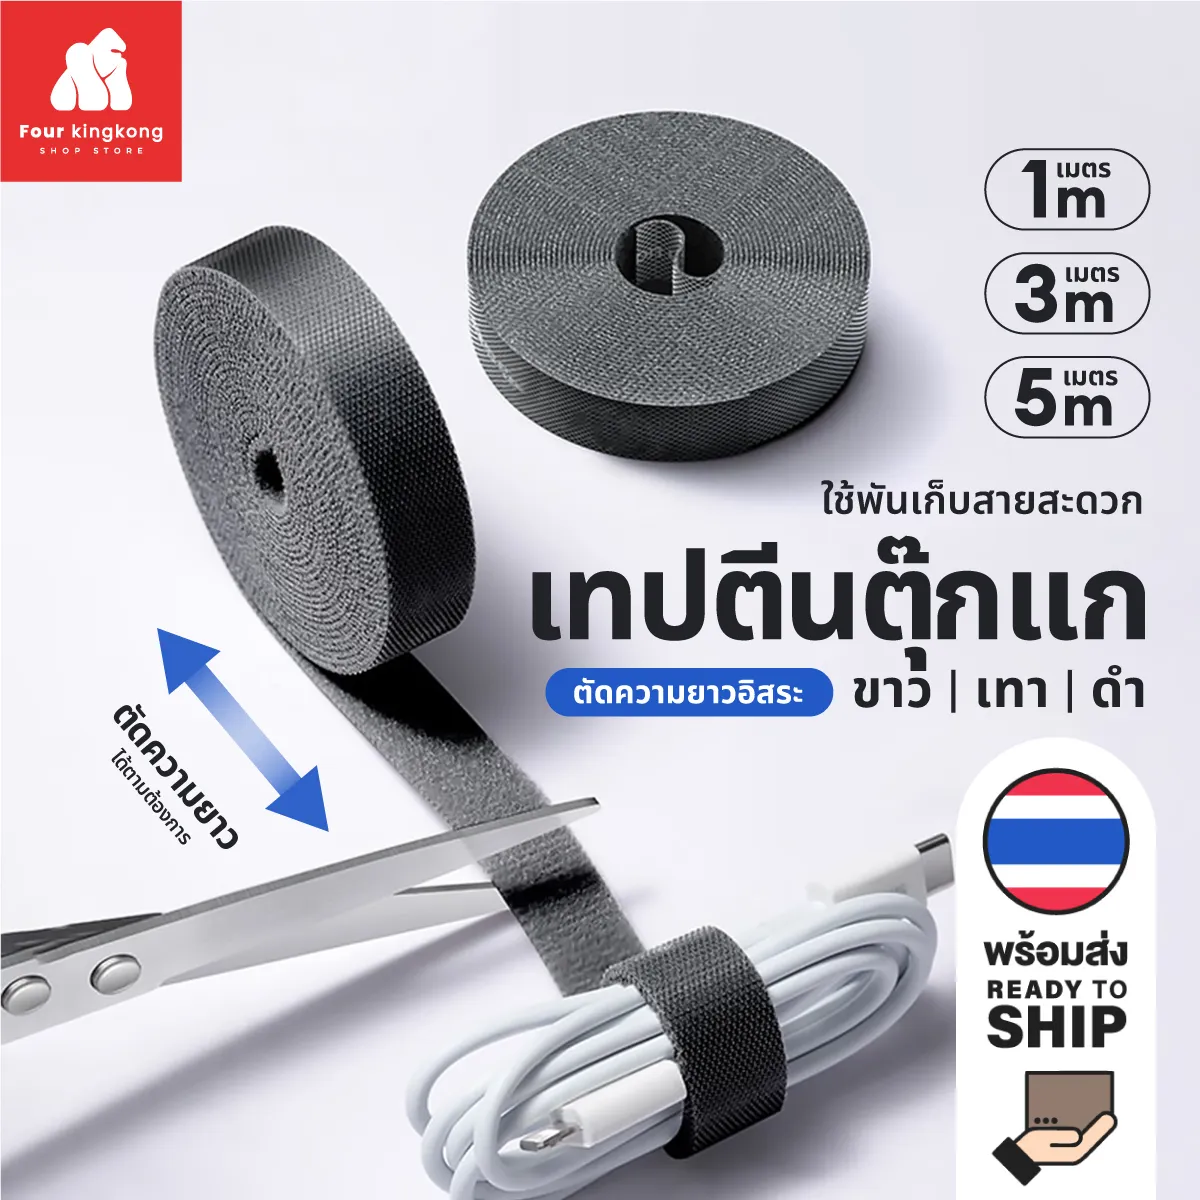 Four kingkong
SHOP STORE
1 เมตร
m
3 เมตร
m
5 เมตร
m
ใช้พันเก็บสายสะดวก
เทปตีนตุ๊กแก
ตัดความยาวอิสระ ขาว | เทา | ดำ
ตัดความยาว
ได้ตามต้องการ
พร้อมส่ง
READY TO
SHIP